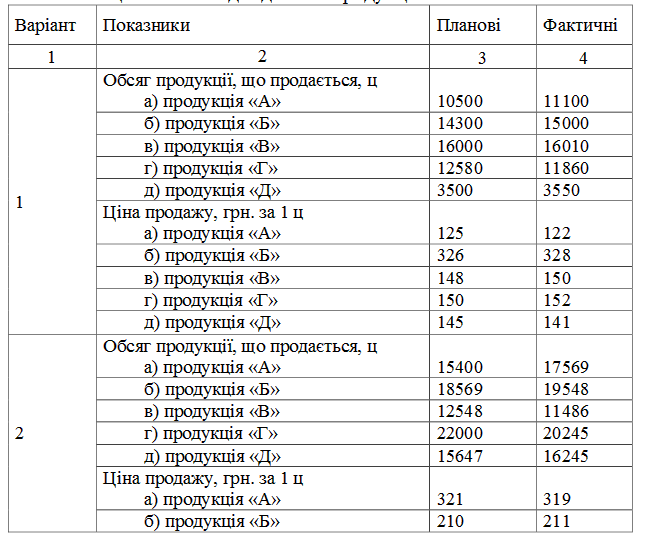 Варіант Показники Планові Фактичні
1 2 3 4
1
Обсяг продукції, що продається, ц
а) продукція «А» 10500 11100
б) продукція «Б» 14300 15000
в) продукція «В» 16000 16010
г) продукція «Г» 12580 11860
д) продукція «Д» 3500 3550
Ціна продажу, грн. за 1 ц
а) продукція «А» 125 122
б) продукція «Б» 326 328
в) продукція «В» 148 150
г) продукція «Г» 150 152
д) продукція «Д» 145 141
2
Обсяг продукції, що продається, ц
а) продукція «А» 15400 17569
б) продукція «Б» 18569 19548
в) продукція «В» 12548 11486
г) продукція «Г» 22000 20245
д) продукція «Д» 15647 16245
Ціна продажу, грн. за 1 ц
а) продукція «А» 321 319
б) продукція «Б» 210 211